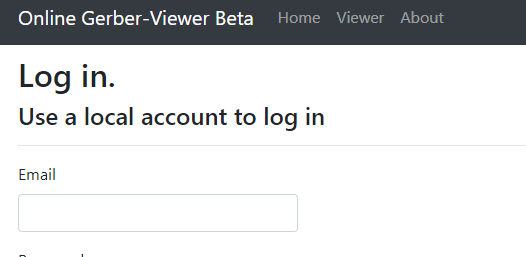 Online Gerber-Viewer Beta Home Viewer About
Log in.
Use a local account to log in
Email